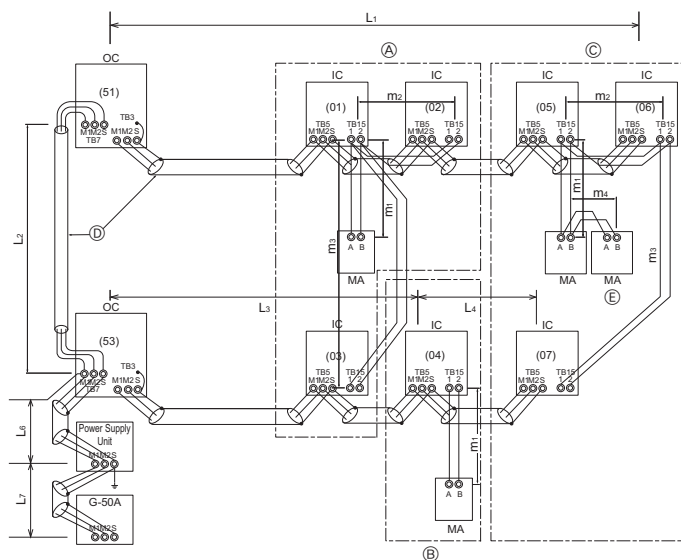 L1
A
C
OC
IC
IC
IC
IC
(51)
(01)
(02)
(05)
(06)
m2
m2
TB3
M1M2S
TB7
M1M2S
TB5
M1M2S
TB15
1 2
TB5
M1M2S
TB15
1 2
TB5
M1M2S
TB15
1 2
TB5
M1M2S
TB15
1 2
L2
D
m3
m1
m1
m4
m3
A B
MA
A B
MA
A B
MA
E
L3
L4
OC
IC
IC
IC
(53)
(03)
(04)
(07)
TB3
M1M2S
TB7
M1M2S
TB5
M1M2S
TB15
1 2
TB5
M1M2S
TB15
1 2
TB5
M1M2S
TB15
1 2
L6
Power Supply
Unit
M1M2S
m1
L7
G-50A
M1M2S
A B
MA
B